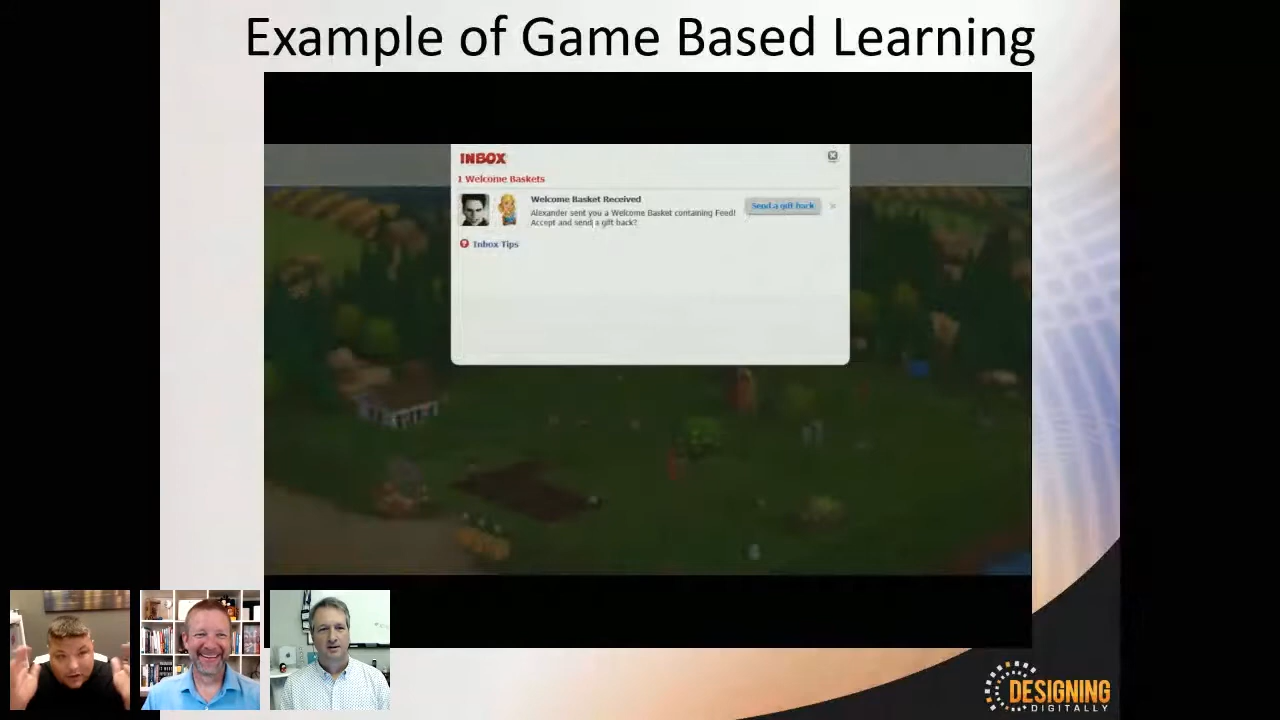 Example of Game Based Learning
INBOX
1 Welcome Baskets
Welcome Basket Received
Alexander sent you a Welcome Basket containing Feed!
Accept and send a gift back?
Send a gift back
Inbox Tips
DESIGNING
DIGITALLY